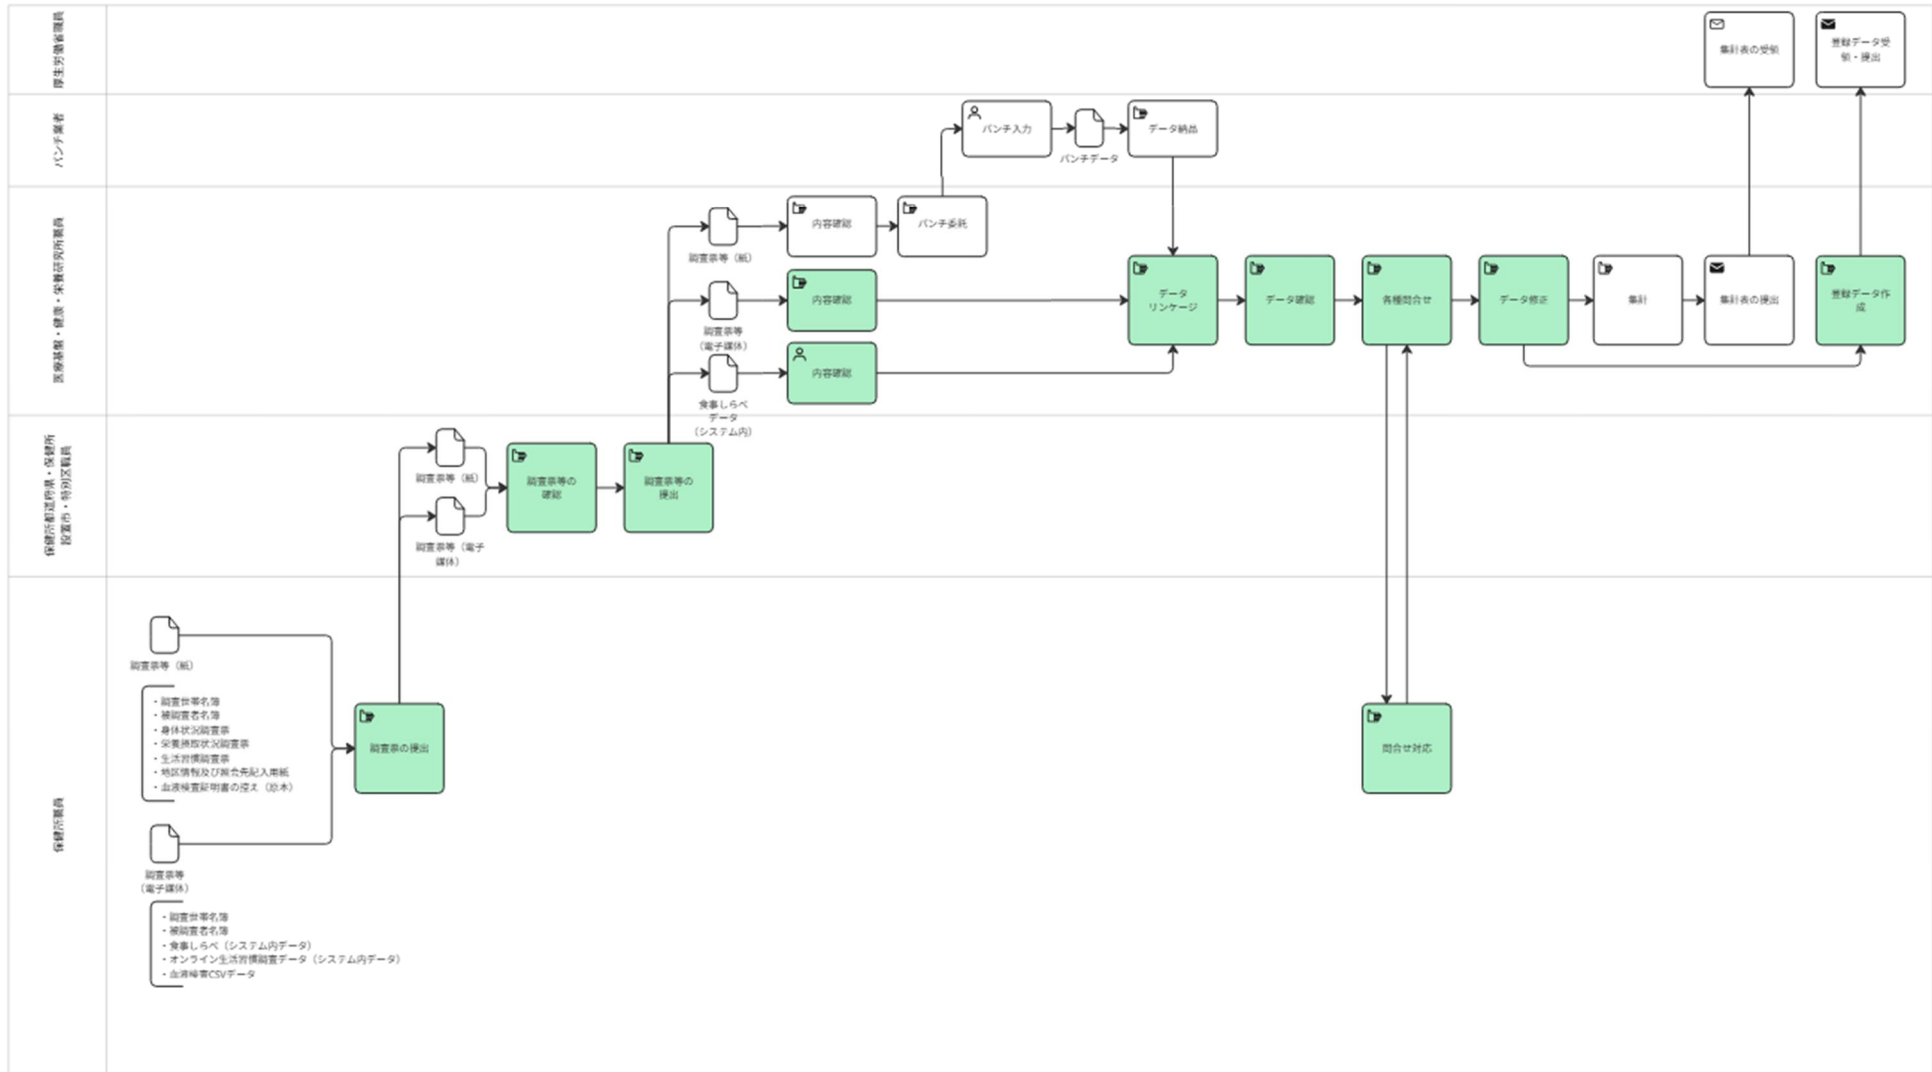 厚生労働省職員
集計表の受領
登録データ受
領・提出
パンチ業者
パンチ入力
パンチデータ
データ納品
医療基盤・健康・栄養研究所職員
調査票等（紙）
内容確認
パンチ委託
調査票等
（電子媒体）
内容確認
食事しらべ
データ
（システム内）
内容確認
データ
リンケージ
データ確認
各種問合せ
データ修正
集計
集計表の提出
登録データ作
成
保健所都道府県・保健所
設置市・特別区職員
調査票等（紙）
調査票等（電子
媒体）
調査票等の
確認
調査票等の
提出
保健所職員
調査票等（紙）
・調査世帯名簿
・被調査者名簿
・身体状況調査票
・栄養摂取状況調査票
・生活習慣調査票
・地区情報及び照会先記入用紙
・血液検査証明書の控え（原本）
調査票等
（電子媒体）
・調査世帯名簿
・被調査者名簿
・食事しらべ（システム内データ）
・オンライン生活習慣調査データ（システム内データ）
・血液検査CSVデータ
調査票の提出
問合せ対応